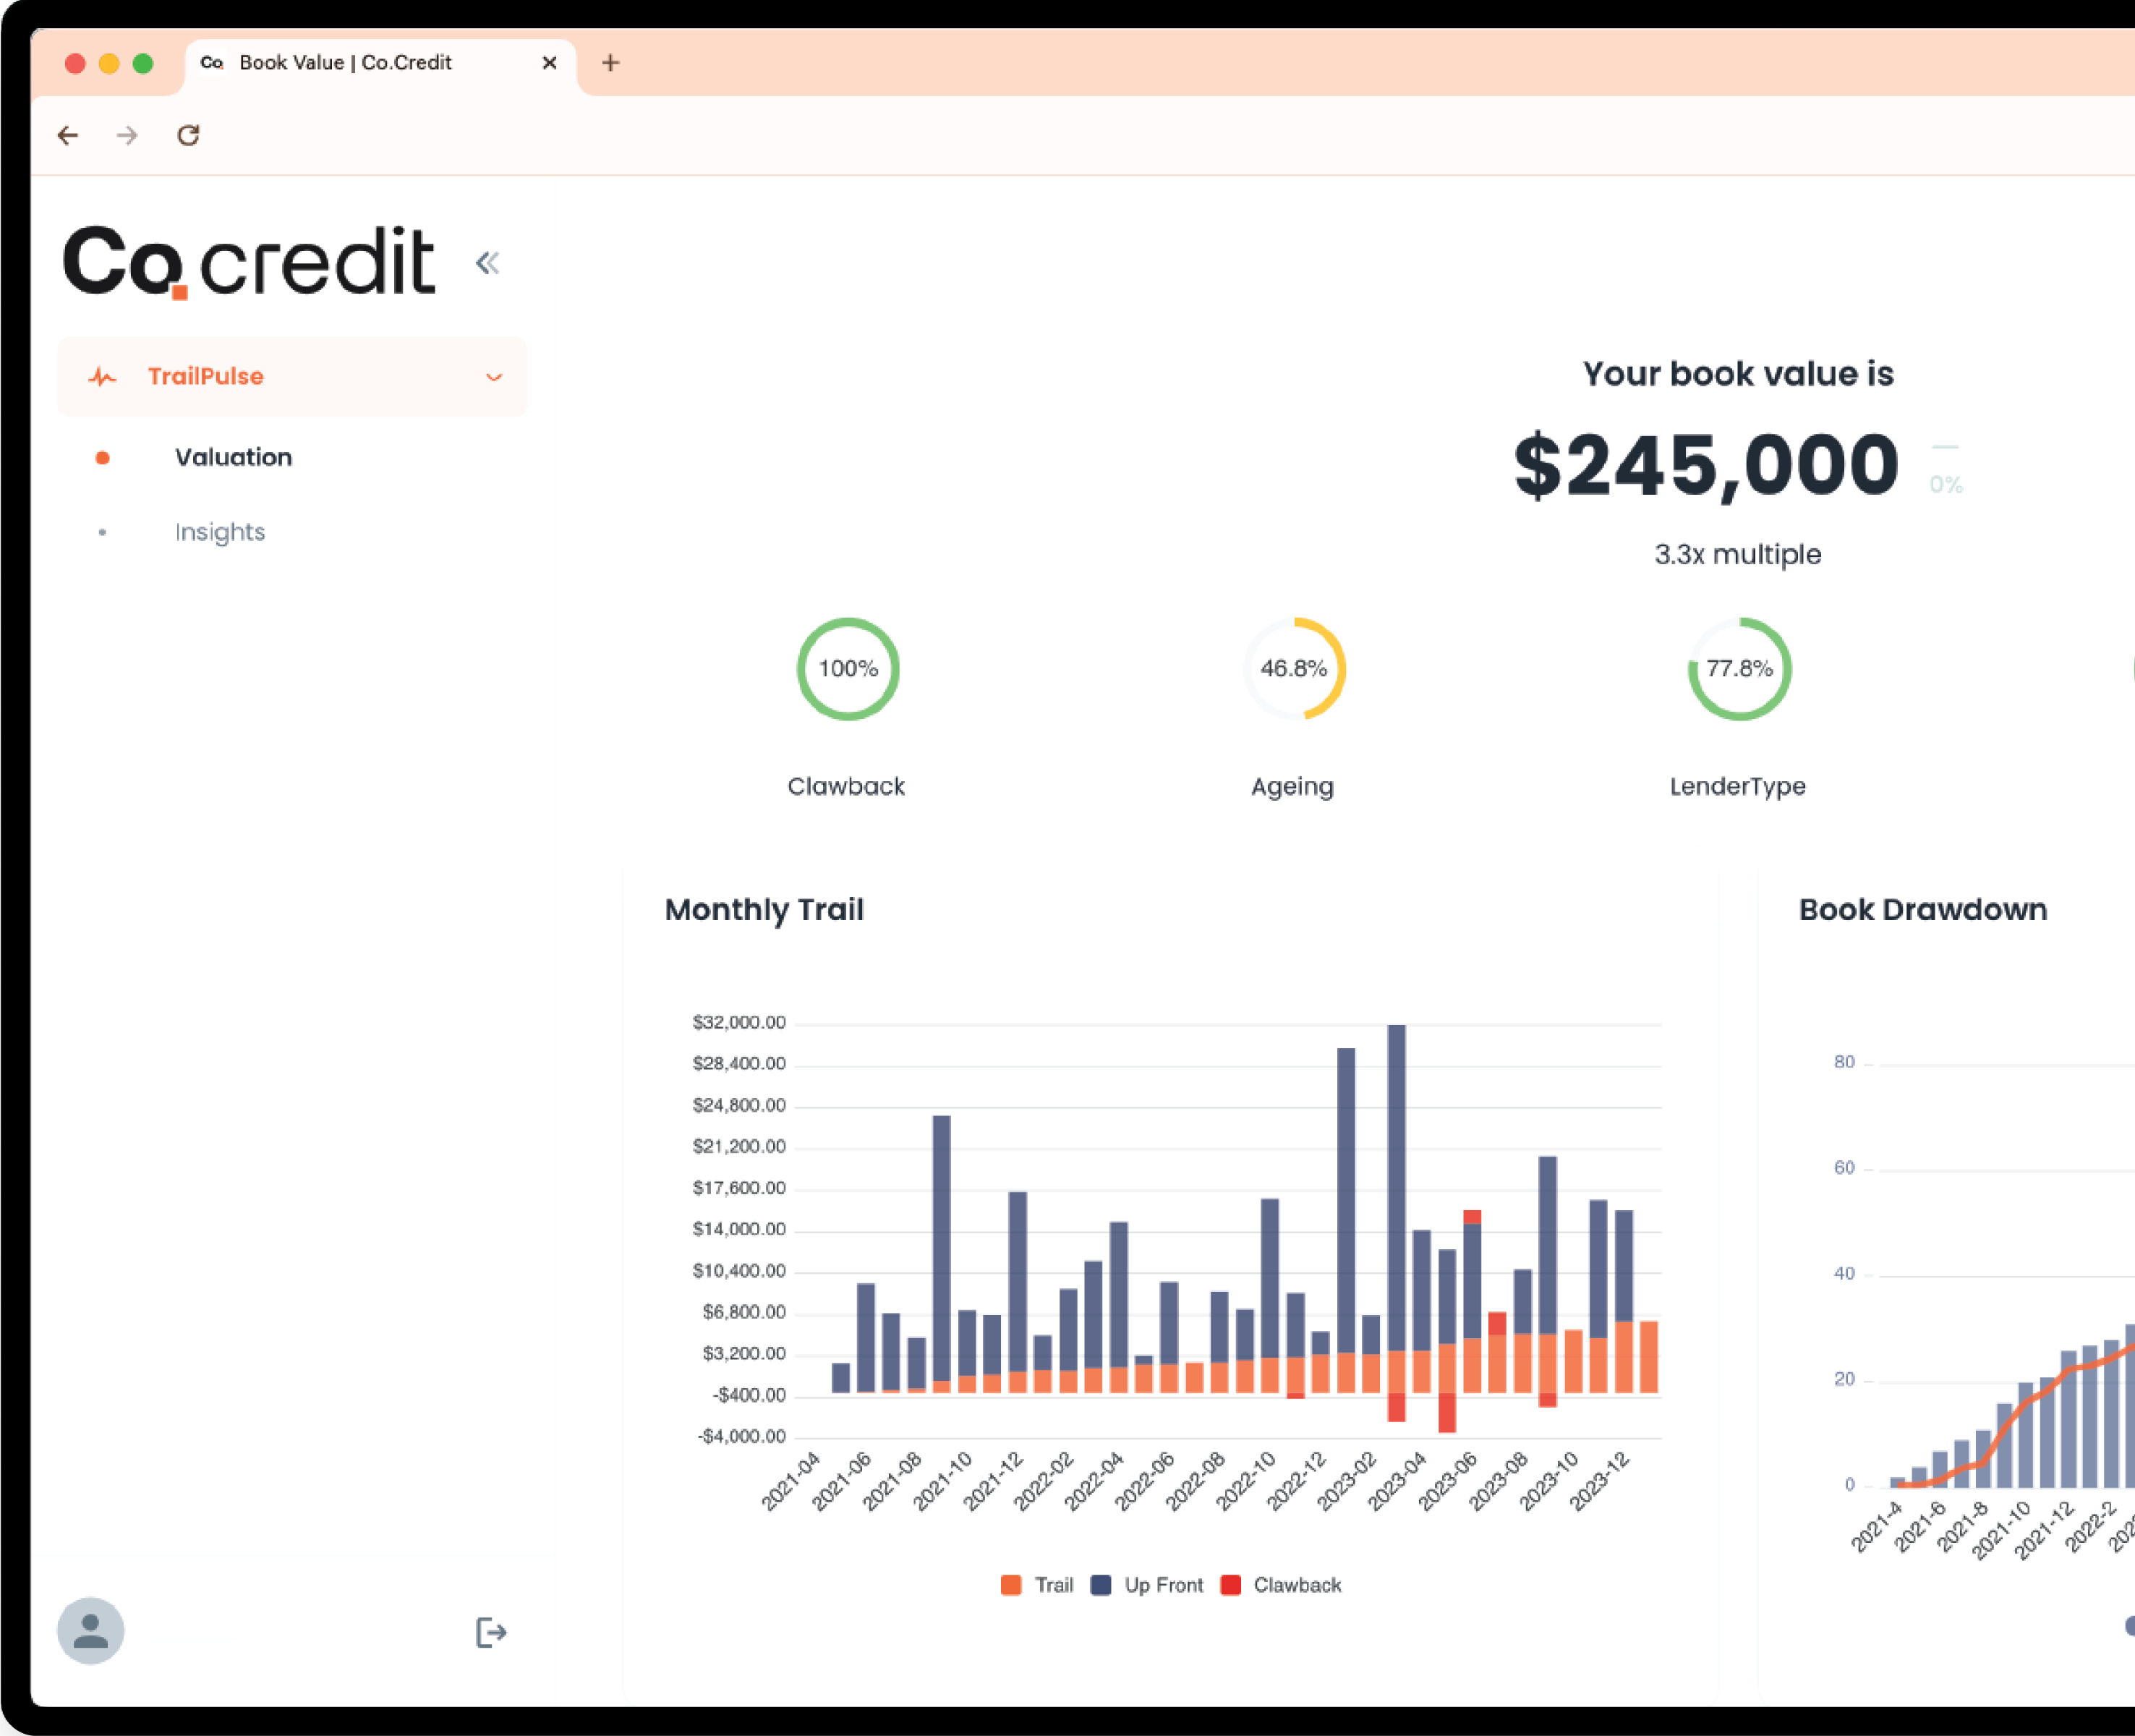 Co Book Value | Co.Credit
Co.credit
TrailPulse
Valuation
Insights
Your book value is
$245,000
0%
3.3x multiple
100%
46.8%
77.8%
Clawback
Ageing
LenderType
Monthly Trail
$32,000.00
$28,400.00
$24,800.00
$21,200.00
$17,600.00
$14,000.00
$10,400.00
$6,800.00
$3,200.00
-$400.00
-$4,000.00
2021-04
2021-06
2021-08
2021-10
2021-12
2022-02
2022-04
2022-06
2022-08
2022-10
2022-12
2023-02
2023-04
2023-06
2023-08
2023-10
2023-12
Trail
Up Front
Clawback
Book Drawdown
80
60
40
20
0
2021-4
2021-6
2021-8
2021-10
2021-12
2022-2